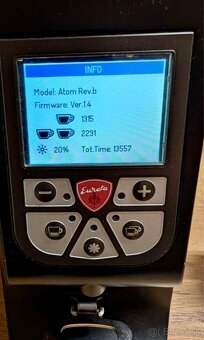 INFO
Model: Atom Rev.b
Firmware: Ver.1.4
1315
2231
20% Tot.Time: 13557
Eureka